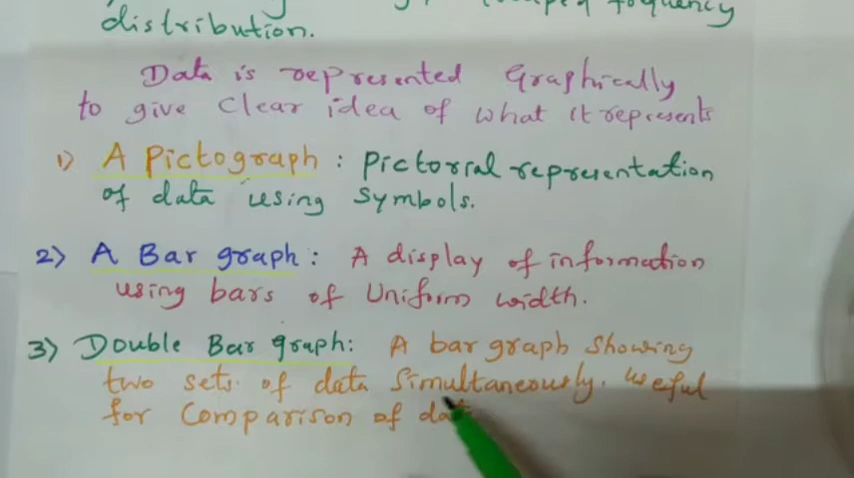 frequency
distribution.
Data is represented Graphically
to give clear idea of what it represents
1) A Pictograph : Pictorial representation
of data using symbols.
2) A Bar graph : A display of information
using bars of Uniform width.
3) Double Bar graph: A bar graph showing
two sets of data simultaneously. Useful
for Comparison of